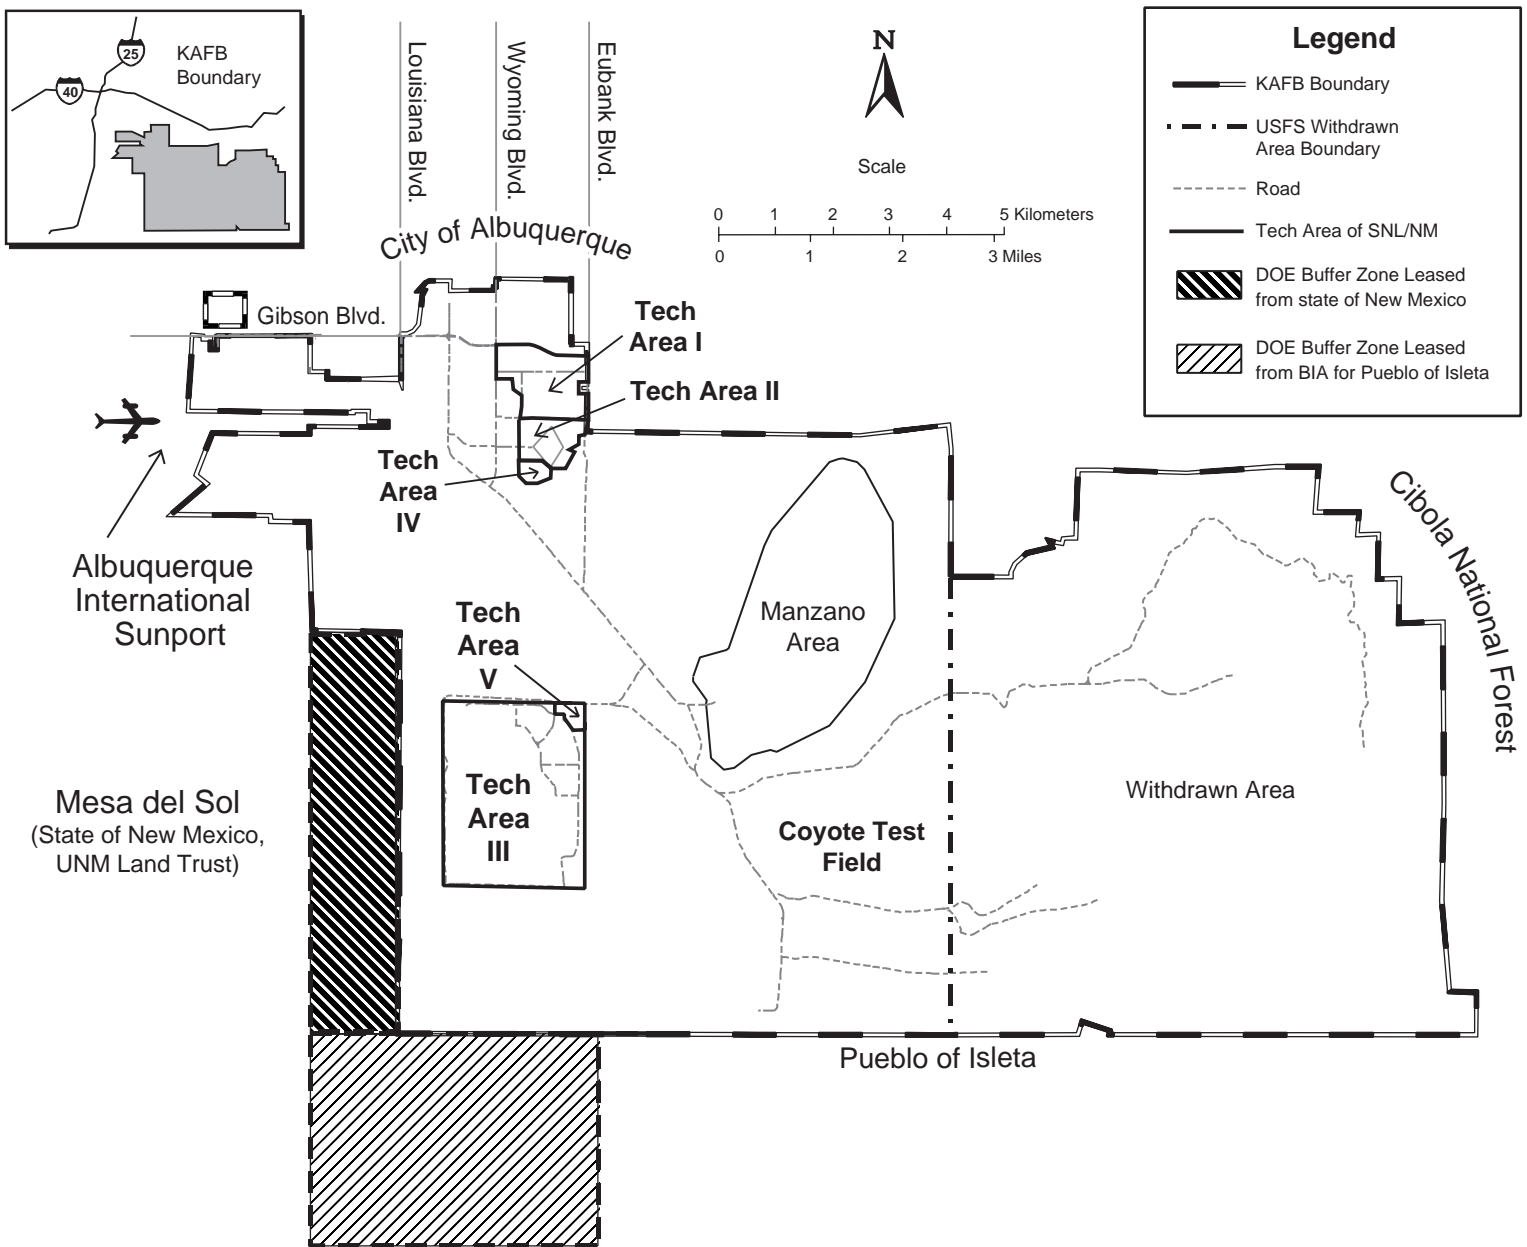 KAFB
Boundary
25
40
Louisiana Blvd.
Wyoming Blvd.
Eubank Blvd.
N
Scale
0 1 2 3 4 5 Kilometers
0 1 2 3 Miles
Legend
KAFB Boundary
USFS Withdrawn
Area Boundary
Road
Tech Area of SNL/NM
DOE Buffer Zone Leased
from state of New Mexico
DOE Buffer Zone Leased
from BIA for Pueblo of Isleta
City of Albuquerque
Gibson Blvd.
Tech
Area I
Tech Area II
Tech
Area
IV
Albuquerque
International
Sunport
Tech
Area
V
Manzano
Area
Cibola National Forest
Tech
Area
III
Mesa del Sol
(State of New Mexico,
UNM Land Trust)
Withdrawn Area
Coyote Test
Field
Pueblo of Isleta